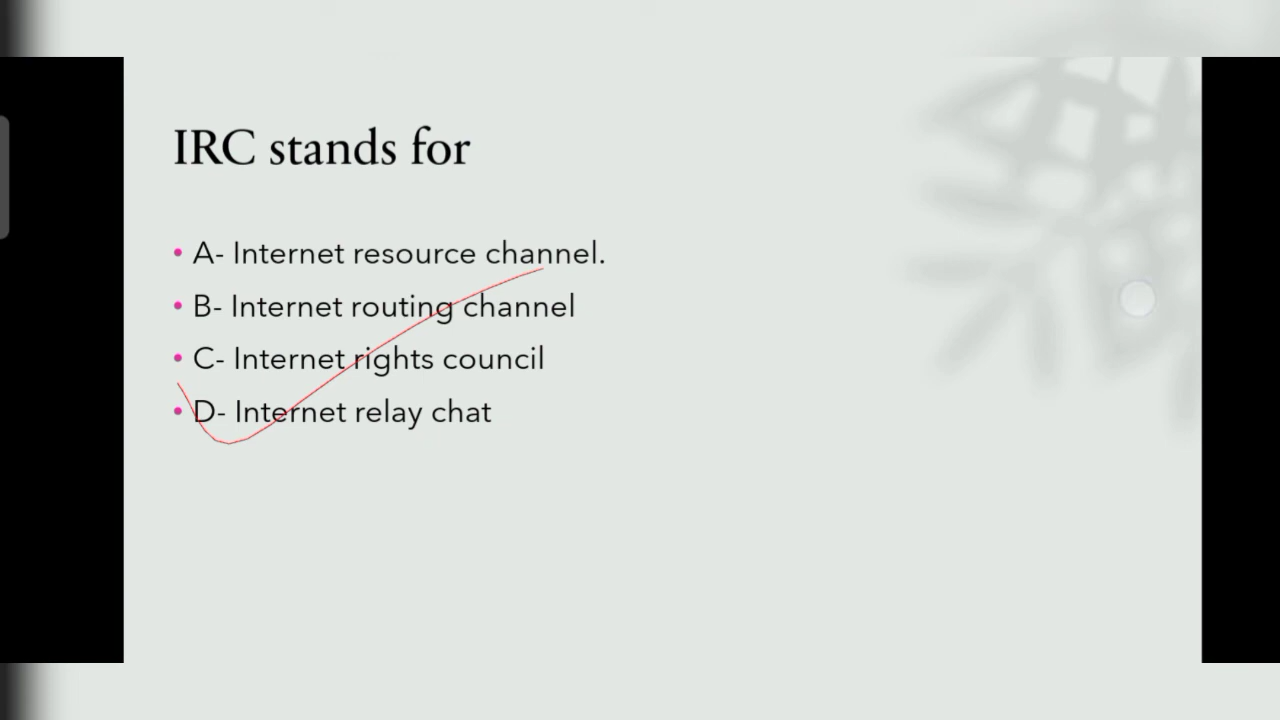 IRC stands for
• A- Internet resource channel.
• B- Internet routing channel
• C- Internet rights council
• D- Internet relay chat